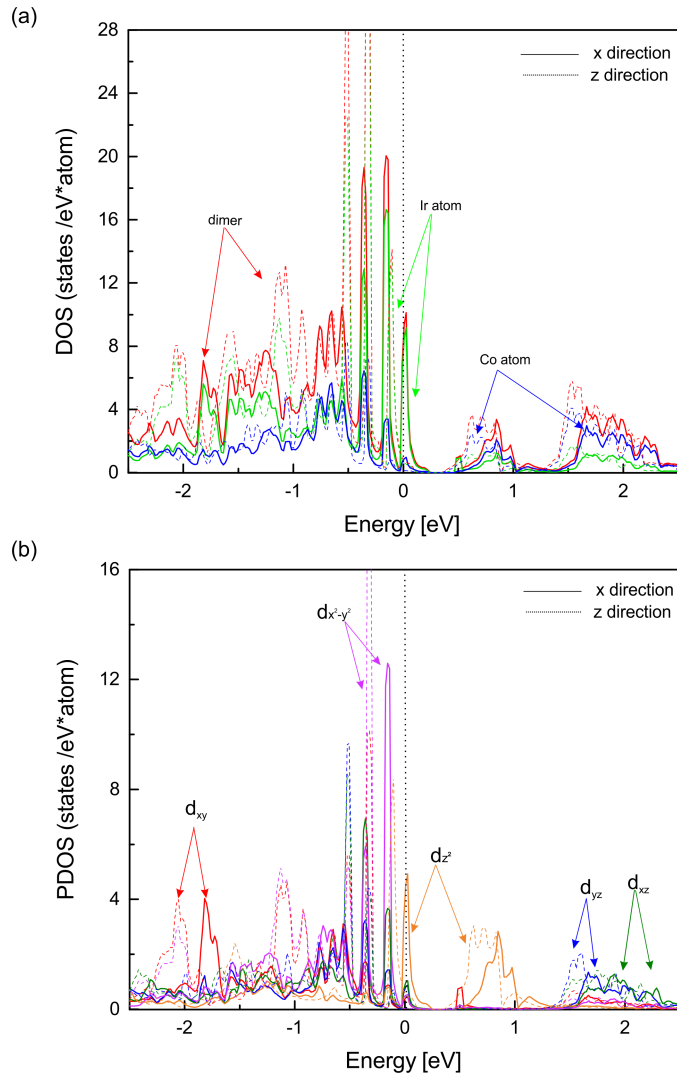 (a)
28
24
20
16
12
8
4
0
DOS (states /eV*atom)
x direction
z direction
dimer
Ir atom
Co atom
-2
-1
0
1
2
Energy [eV]
(b)
16
12
8
4
0
PDOS (states /eV*atom)
x direction
z direction
dx²-y²
dxy
dz²
dyz
dxz
-2
-1
0
1
2
Energy [eV]